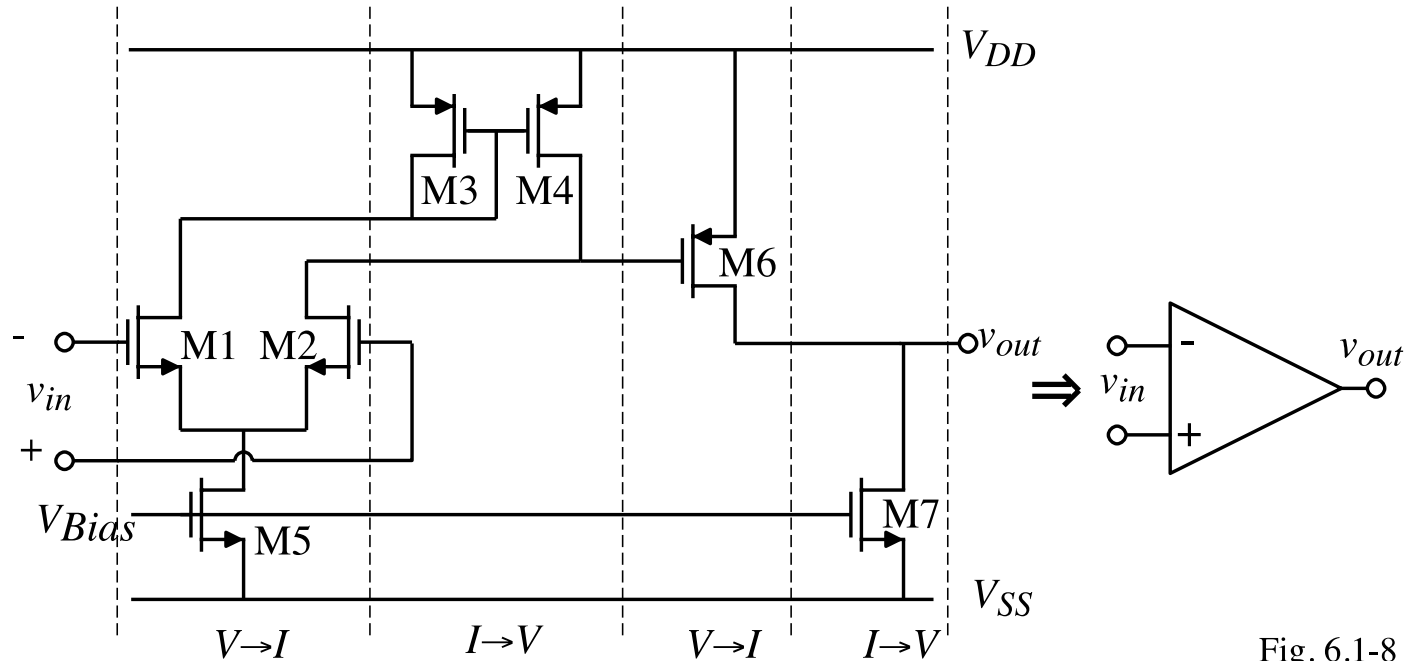 V_DD
M3 M4
M6
- M1 M2 v_out
v_in
+
⇒
v_in
-
+
v_out
V_Bias M5 M7
V_SS
V→I I→V V→I I→V
Fig. 6.1-8